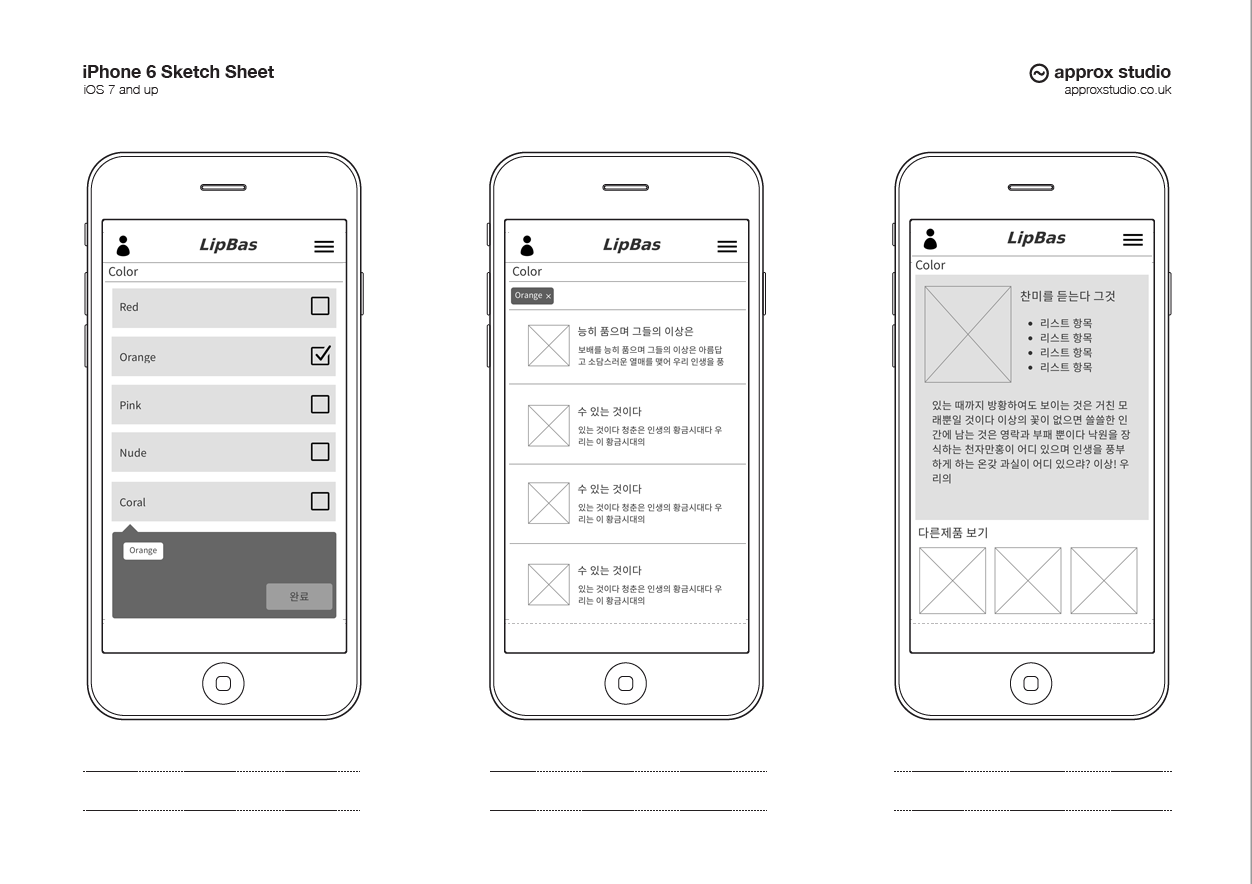 iPhone 6 Sketch Sheet
iOS 7 and up
approx studio
approxstudio.co.uk
LipBas
Color
Red
Orange
Pink
Nude
Coral
Orange
완료
LipBas
Color
Orange ×
능히 품으며 그들의 이상은
보배를 능히 품으며 그들의 이상은 아름답
고 소담스러운 열매를 맺어 우리 인생을 풍
수 있는 것이다
있는 것이다 청춘은 인생의 황금시대다 우
리는 이 황금시대의
수 있는 것이다
있는 것이다 청춘은 인생의 황금시대다 우
리는 이 황금시대의
수 있는 것이다
있는 것이다 청춘은 인생의 황금시대다 우
리는 이 황금시대의
LipBas
Color
찬미를 듣는다 그것
• 리스트 항목
• 리스트 항목
• 리스트 항목
• 리스트 항목
있는 때까지 방황하여도 보이는 것은 거친 모
래뿐일 것이다 이상의 꽃이 없으면 쓸쓸한 인
간에 남는 것은 영락과 부패 뿐이다 낙원을 장
식하는 천자만홍이 어디 있으며 인생을 풍부
하게 하는 온갖 과실이 어디 있으랴? 이상! 우
리의
다른제품 보기